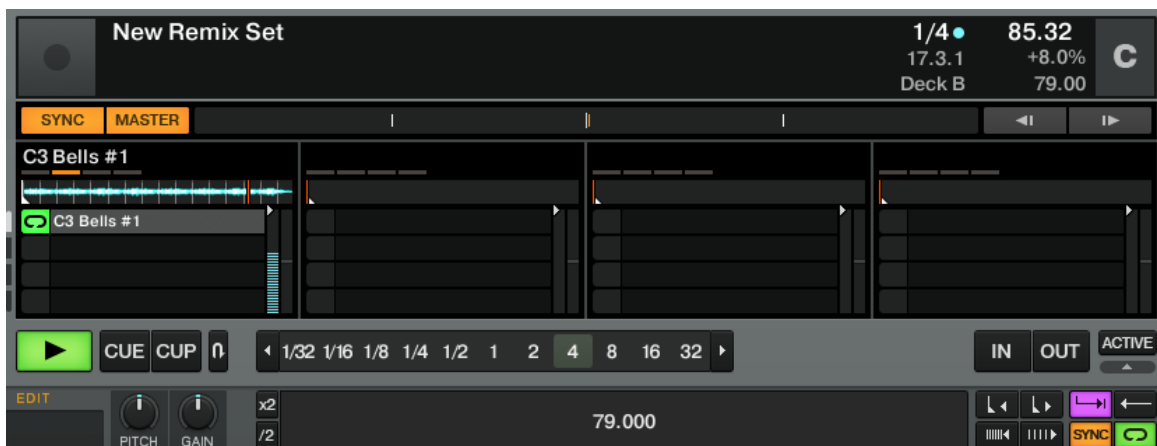 New Remix Set 1/4 85.32
17.3.1 +8.0% C
Deck B 79.00
SYNC MASTER
C3 Bells #1
C3 Bells #1
CUE CUP 1/32 1/16 1/8 1/4 1/2 1 2 4 8 16 32 IN OUT ACTIVE
EDIT
x2
79.000
PITCH GAIN /2 SYNC